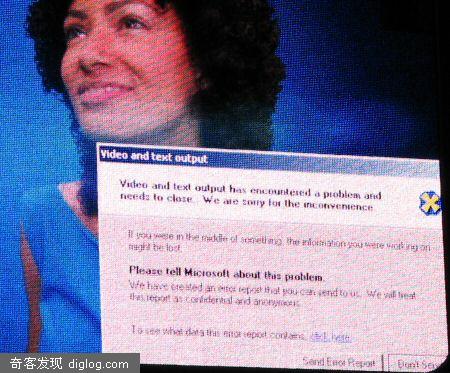 Video and text output
Video and text output has encountered a problem and
needs to close. We are sorry for the inconvenience.
If you were in the middle of something, the information you were working on
might be lost.
Please tell Microsoft about this problem.
We have created an error report that you can send to us. We will treat
this report as confidential and anonymous.
To see what data this error report contains, click here.
Send Error Report Don't Sen
奇客发现 diglog.com